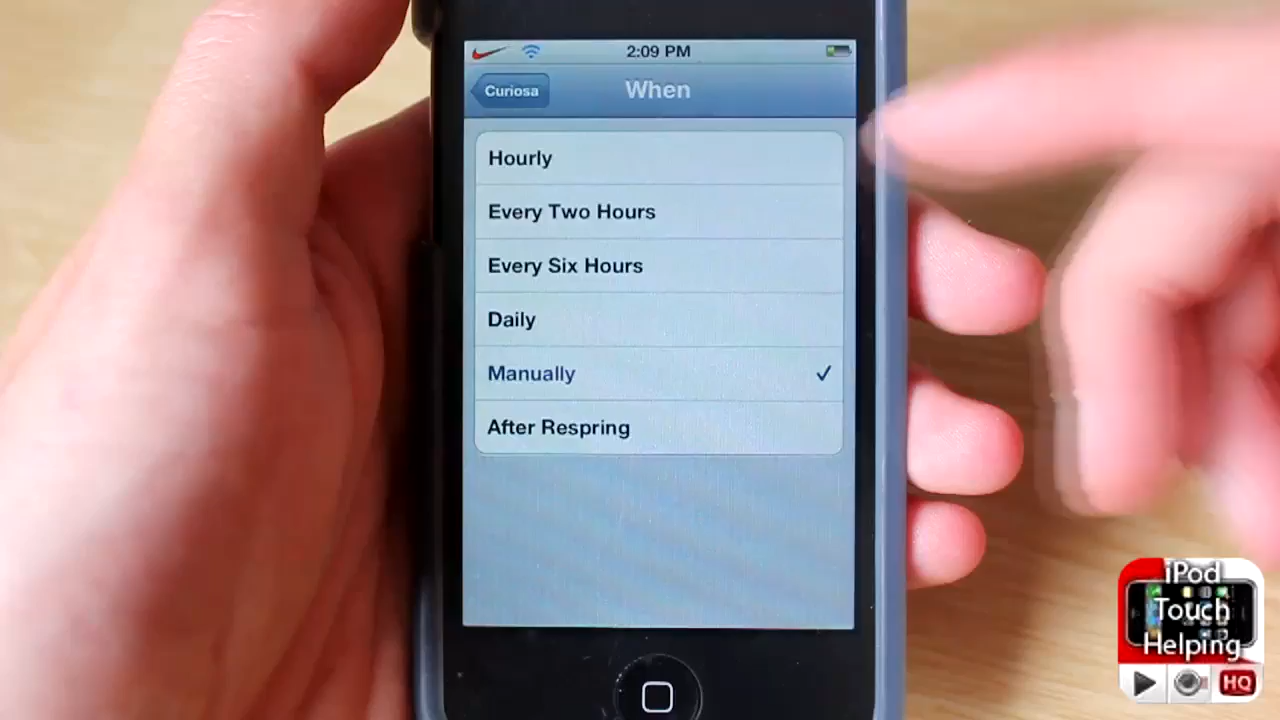 2:09 PM
Curiosa
When
Hourly
Every Two Hours
Every Six Hours
Daily
Manually
After Respring
iPod
Touch
Helping
HQ